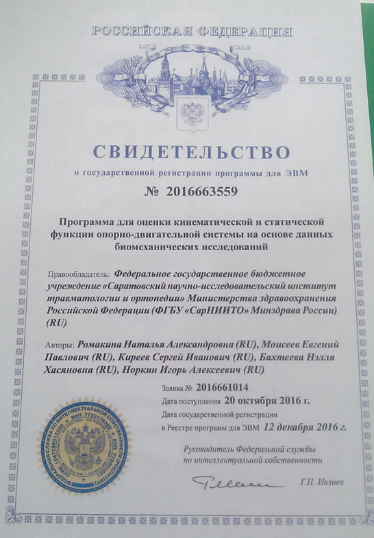 РОССИЙСКАЯ ФЕДЕРАЦИЯ
СВИДЕТЕЛЬСТВО
о государственной регистрации программы для ЭВМ
№ 2016663559
Программа для оценки кинематической и статической
функции опорно-двигательной системы на основе данных
биомеханических исследований
Правообладатель: Федеральное государственное бюджетное
учреждение «Саратовский научно-исследовательский институт
травматологии и ортопедии» Министерства здравоохранения
Российской Федерации (ФГБУ «СарНИИТО» Минздрава России)
(RU)
Авторы: Ромакина Наталья Александровна (RU), Моисеев Евгений
Павлович (RU), Киреев Сергей Иванович (RU), Бахтеева Нэлля
Хасяновна (RU), Норкин Игорь Алексеевич (RU)
Заявка № 2016661014
Дата поступления 20 октября 2016 г.
Дата государственной регистрации
в Реестре программ для ЭВМ 12 декабря 2016 г.
Руководитель Федеральной службы
по интеллектуальной собственности
Г.П. Ивлиев